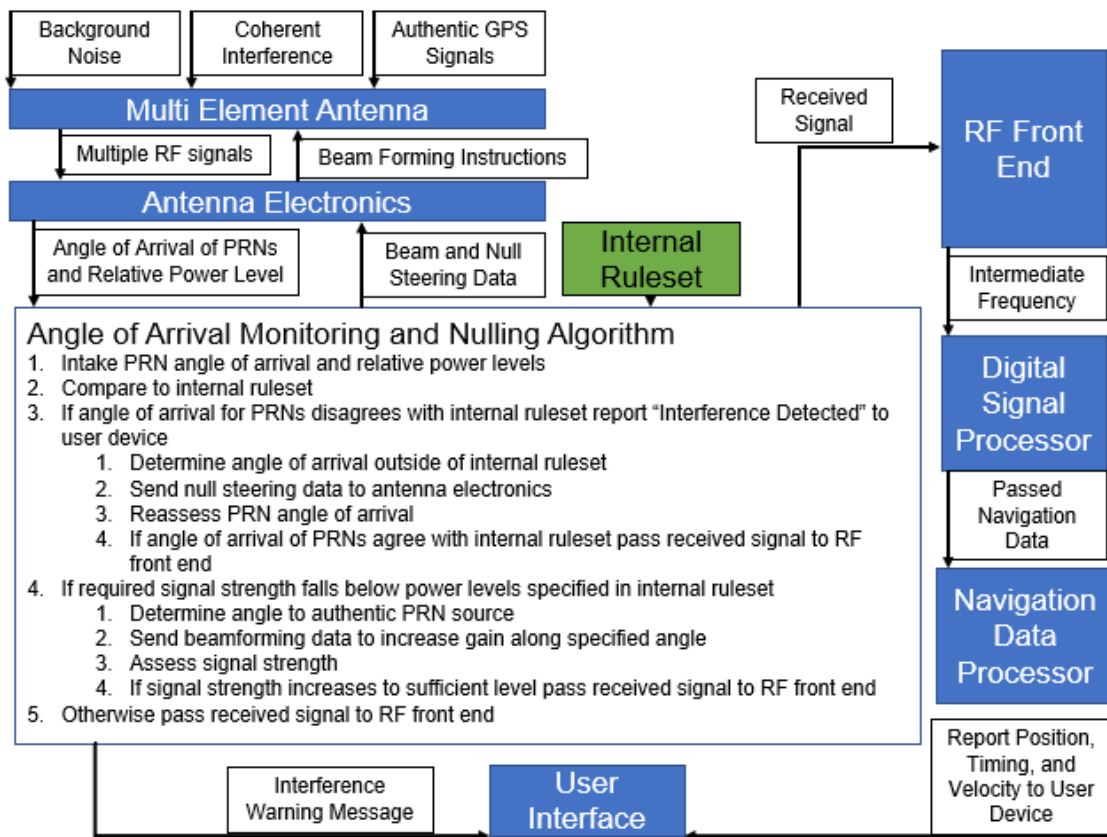 Background
Noise
Coherent
Interference
Authentic GPS
Signals
Multi Element Antenna
Multiple RF signals
Beam Forming Instructions
Antenna Electronics
Angle of Arrival of PRNs
and Relative Power Level
Beam and Null
Steering Data
Internal
Ruleset
Received
Signal
RF Front
End
Intermediate
Frequency
Digital
Signal
Processor
Passed
Navigation
Data
Navigation
Data
Processor
Angle of Arrival Monitoring and Nulling Algorithm
1. Intake PRN angle of arrival and relative power levels
2. Compare to internal ruleset
3. If angle of arrival for PRNs disagrees with internal ruleset report “Interference Detected” to
user device
1. Determine angle of arrival outside of internal ruleset
2. Send null steering data to antenna electronics
3. Reassess PRN angle of arrival
4. If angle of arrival of PRNs agree with internal ruleset pass received signal to RF
front end
4. If required signal strength falls below power levels specified in internal ruleset
1. Determine angle to authentic PRN source
2. Send beamforming data to increase gain along specified angle
3. Assess signal strength
4. If signal strength increases to sufficient level pass received signal to RF front end
5. Otherwise pass received signal to RF front end
Interference
Warning Message
User
Interface
Report Position,
Timing, and
Velocity to User
Device